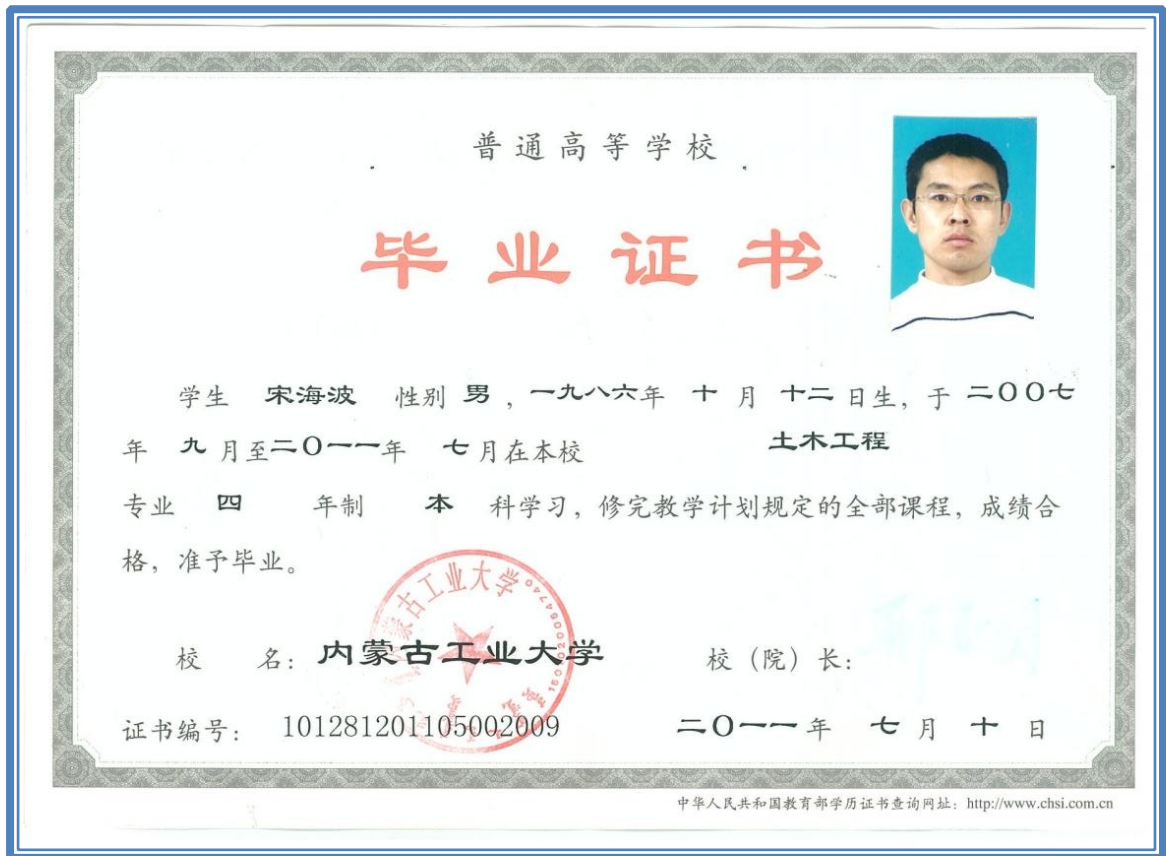 普通高等学校
毕业证书
学生 宋海波 性别 男，一九八六年 十 月 十二 日生，于 二〇〇七
年 九 月至二〇一一年 七 月在本校 土木工程
专业 四 年制 本 科学习，修完教学计划规定的全部课程，成绩合
格，准予毕业。
内蒙古工业大学
校 名：内蒙古工业大学 校（院）长：
证书编号：101281201105002009 二〇一一年 七 月 十 日
中华人民共和国教育部学历证书查询网址：http://www.chsi.com.cn